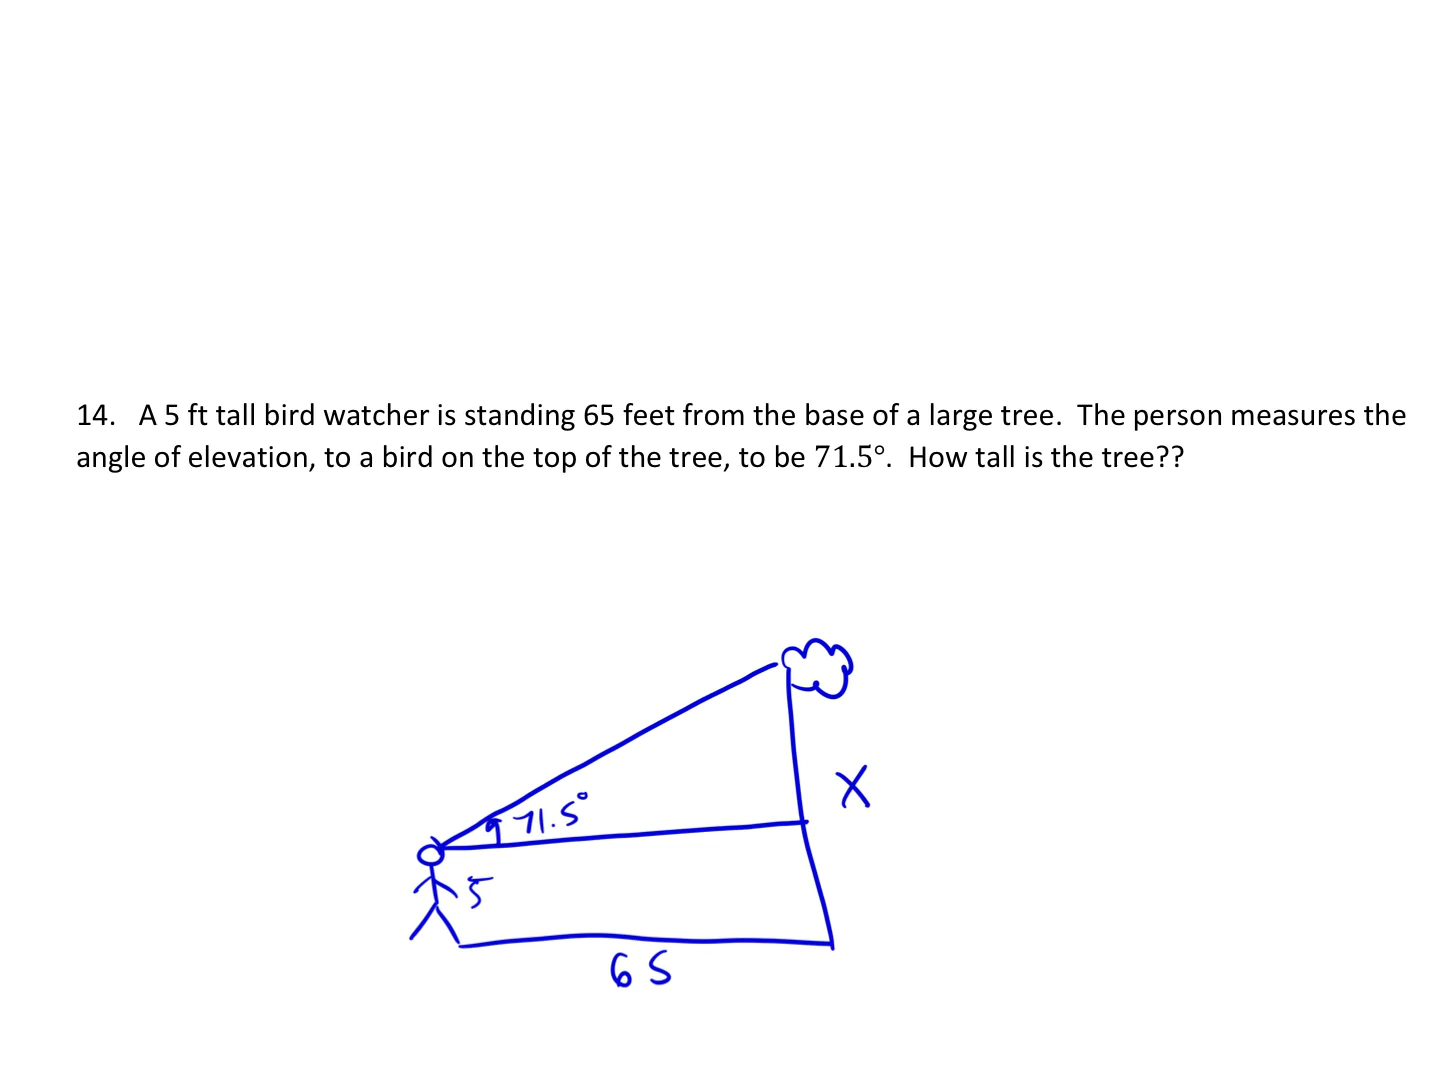 14. A 5 ft tall bird watcher is standing 65 feet from the base of a large tree. The person measures the
angle of elevation, to a bird on the top of the tree, to be 71.5°. How tall is the tree??
X
71.5°
5
65